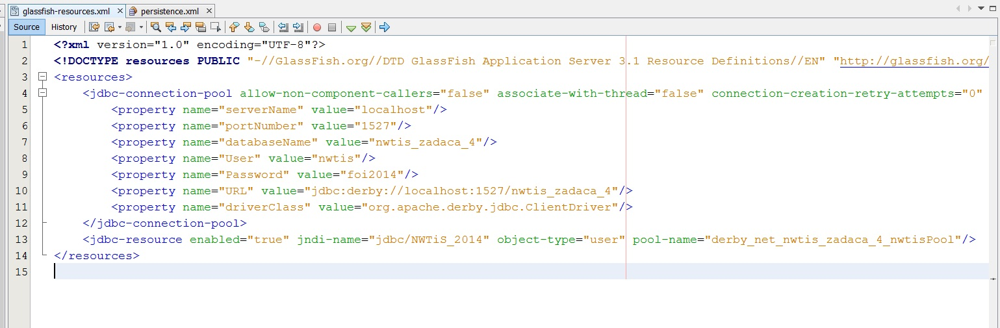 glassfish-resources.xml persistence.xml
Source History
1 <?xml version="1.0" encoding="UTF-8"?>
2 <!DOCTYPE resources PUBLIC "-//GlassFish.org//DTD GlassFish Application Server 3.1 Resource Definitions//EN" "http://glassfish.org/
3 <resources>
4 <jdbc-connection-pool allow-non-component-callers="false" associate-with-thread="false" connection-creation-retry-attempts="0"
5 <property name="serverName" value="localhost"/>
6 <property name="portNumber" value="1527"/>
7 <property name="databaseName" value="nwtis_zadaca_4"/>
8 <property name="User" value="nwtis"/>
9 <property name="Password" value="foi2014"/>
10 <property name="URL" value="jdbc:derby://localhost:1527/nwtis_zadaca_4"/>
11 <property name="driverClass" value="org.apache.derby.jdbc.ClientDriver"/>
12 </jdbc-connection-pool>
13 <jdbc-resource enabled="true" jndi-name="jdbc/NWTiS_2014" object-type="user" pool-name="derby_net_nwtis_zadaca_4_nwtisPool"/>
14 </resources>
15